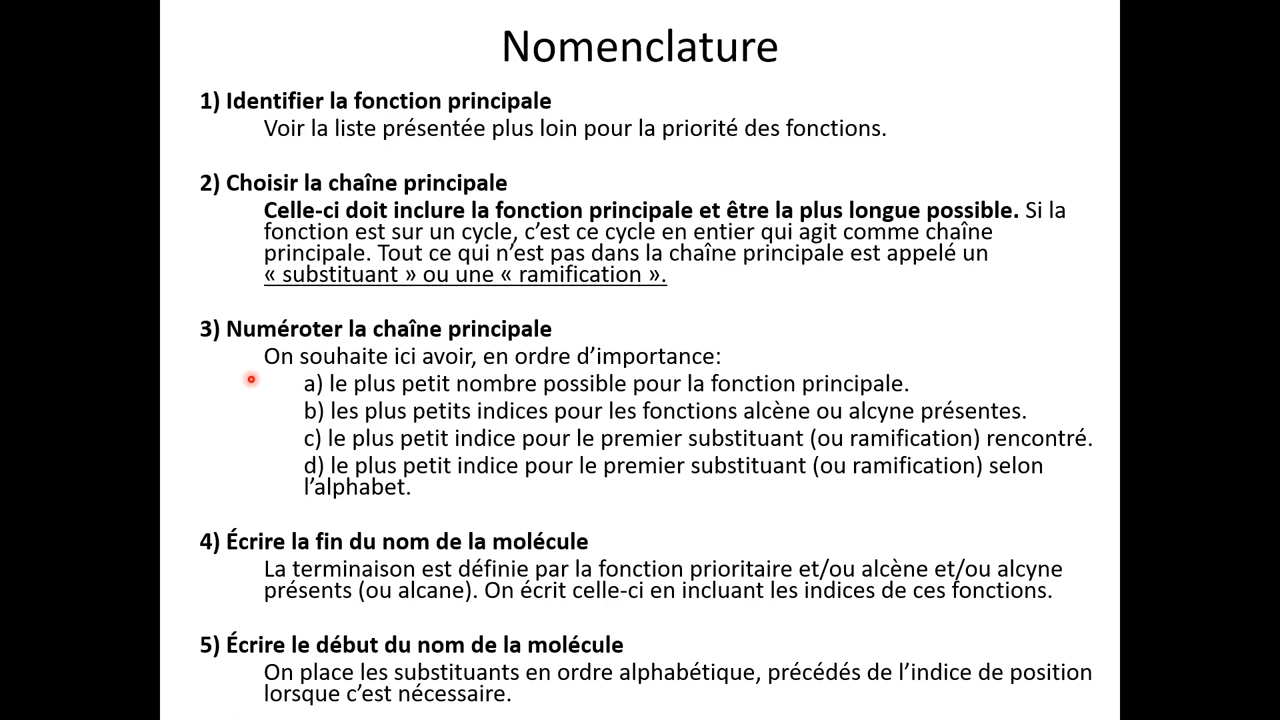 Nomenclature
1) Identifier la fonction principale
Voir la liste présentée plus loin pour la priorité des fonctions.
2) Choisir la chaîne principale
Celle-ci doit inclure la fonction principale et être la plus longue possible. Si la
fonction est sur un cycle, c’est ce cycle en entier qui agit comme chaîne
principale. Tout ce qui n’est pas dans la chaîne principale est appelé un
« substituant » ou une « ramification ».
3) Numéroter la chaîne principale
On souhaite ici avoir, en ordre d’importance:
a) le plus petit nombre possible pour la fonction principale.
b) les plus petits indices pour les fonctions alcène ou alcyne présentes.
c) le plus petit indice pour le premier substituant (ou ramification) rencontré.
d) le plus petit indice pour le premier substituant (ou ramification) selon
l’alphabet.
4) Écrire la fin du nom de la molécule
La terminaison est définie par la fonction prioritaire et/ou alcène et/ou alcyne
présents (ou alcane). On écrit celle-ci en incluant les indices de ces fonctions.
5) Écrire le début du nom de la molécule
On place les substituants en ordre alphabétique, précédés de l’indice de position
lorsque c’est nécessaire.